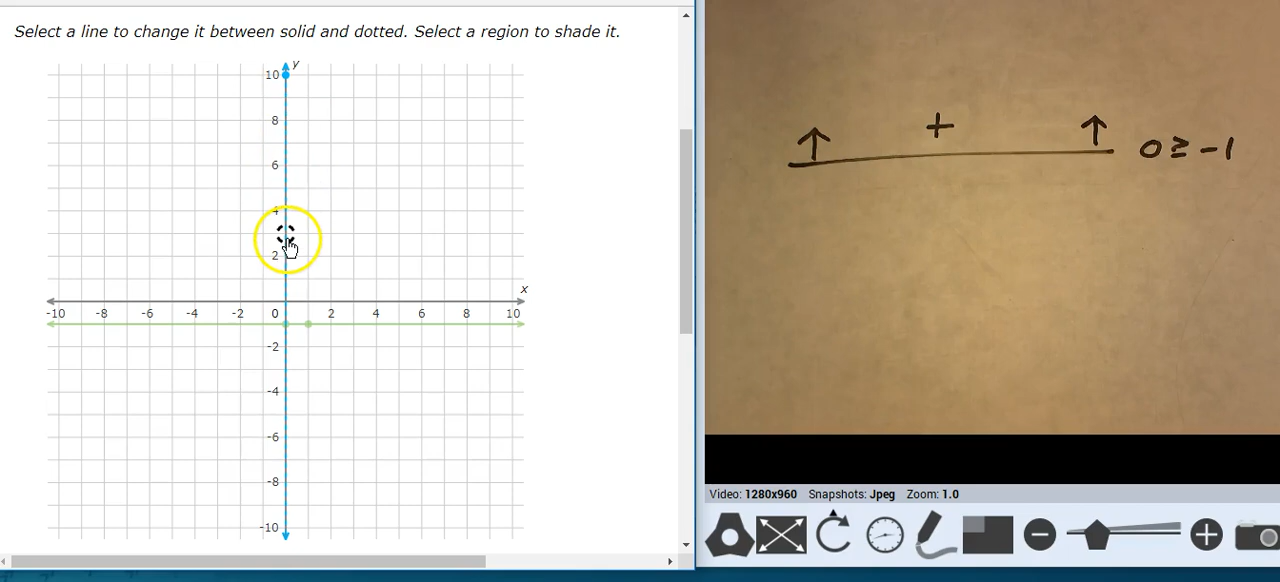 Select a line to change it between solid and dotted. Select a region to shade it.
y
10
8
6
4
2
x
-10 -8 -6 -4 -2 0 2 4 6 8 10
-2
-4
-6
-8
-10
↑ + ↑ 0 ≥ -1
Video: 1280x960 Snapshots: Jpeg Zoom: 1.0